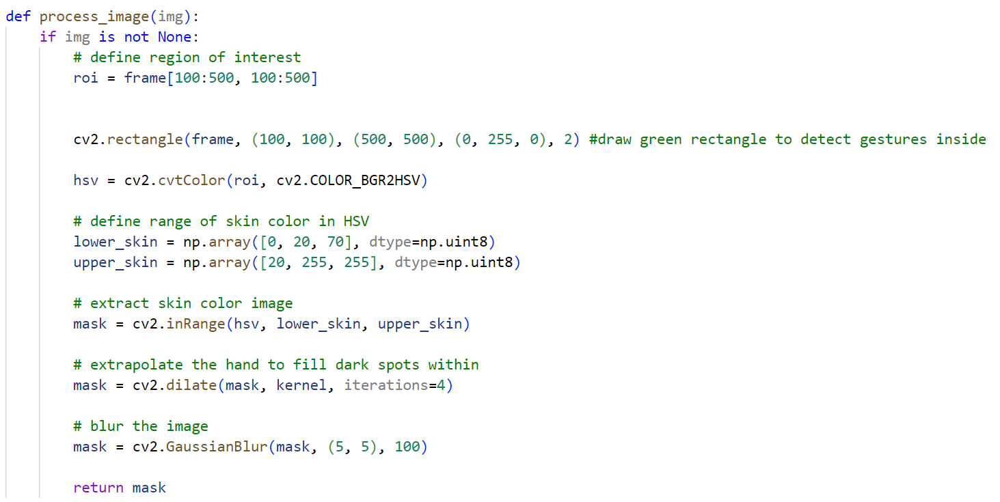 def process_image(img):
    if img is not None:
        # define region of interest
        roi = frame[100:500, 100:500]
        cv2.rectangle(frame, (100, 100), (500, 500), (0, 255, 0), 2) #draw green rectangle to detect gestures inside
        hsv = cv2.cvtColor(roi, cv2.COLOR_BGR2HSV)
        # define range of skin color in HSV
        lower_skin = np.array([0, 20, 70], dtype=np.uint8)
        upper_skin = np.array([20, 255, 255], dtype=np.uint8)
        # extract skin color image
        mask = cv2.inRange(hsv, lower_skin, upper_skin)
        # extrapolate the hand to fill dark spots within
        mask = cv2.dilate(mask, kernel, iterations=4)
        # blur the image
        mask = cv2.GaussianBlur(mask, (5, 5), 100)
        return mask